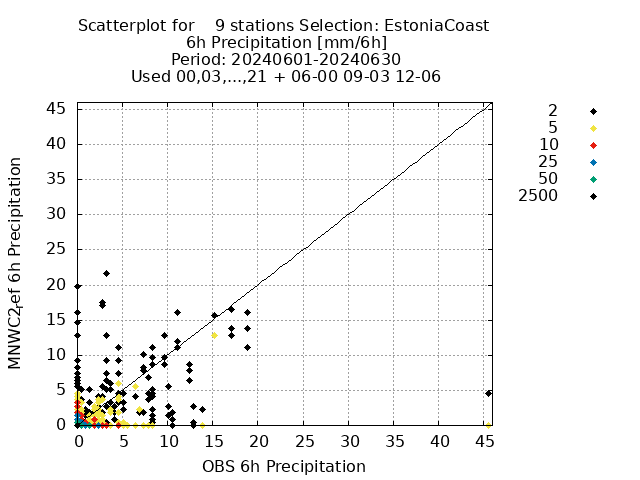 Scatterplot for    9 stations Selection: EstoniaCoast
6h Precipitation [mm/6h]
Period: 20240601-20240630
Used 00,03,...,21 + 06-00 09-03 12-06
2
5
10
25
50
2500
45
40
35
30
25
20
15
10
5
0
MNWC2ref 6h Precipitation
0 5 10 15 20 25 30 35 40 45
OBS 6h Precipitation